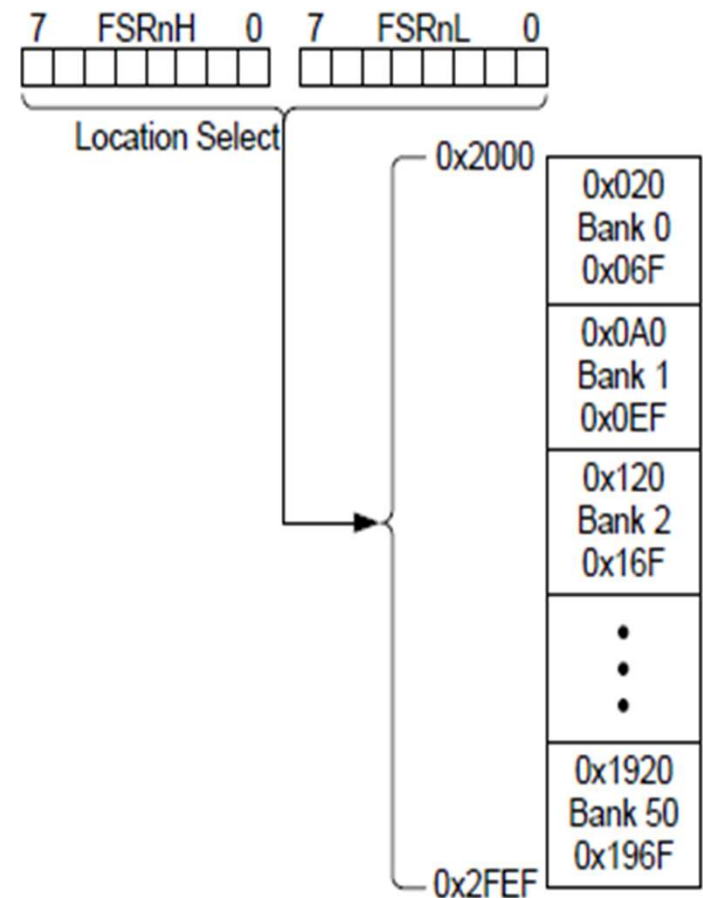 7 FSRnH 0 7 FSRnL 0
Location Select
0x2000
0x020
Bank 0
0x06F
0x0A0
Bank 1
0x0EF
0x120
Bank 2
0x16F
0x1920
Bank 50
0x196F
0x2FEF